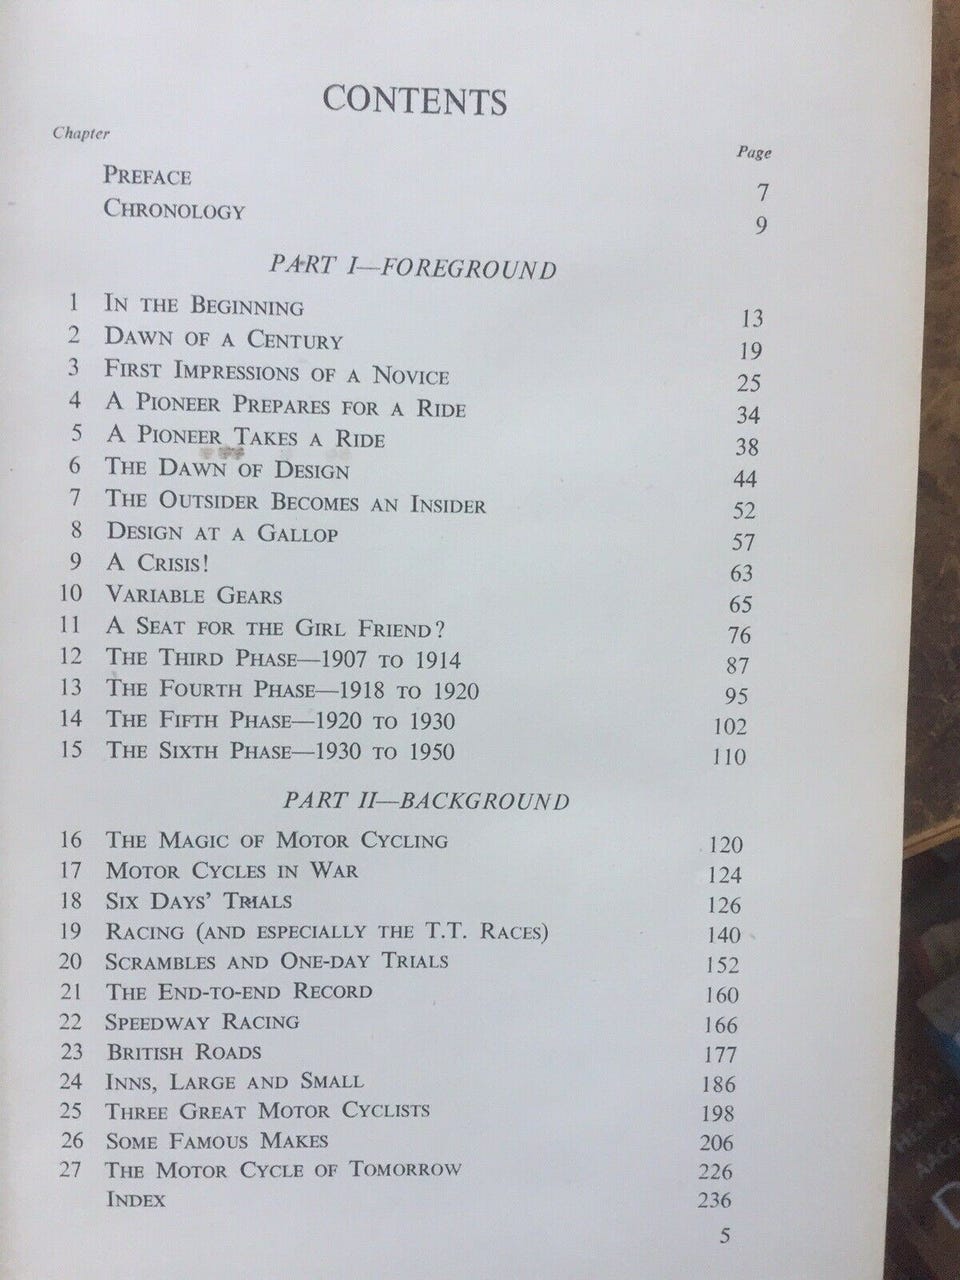 CONTENTS
Chapter Page
PREFACE 7
CHRONOLOGY 9
PART I—FOREGROUND
1 IN THE BEGINNING 13
2 DAWN OF A CENTURY 19
3 FIRST IMPRESSIONS OF A NOVICE 25
4 A PIONEER PREPARES FOR A RIDE 34
5 A PIONEER TAKES A RIDE 38
6 THE DAWN OF DESIGN 44
7 THE OUTSIDER BECOMES AN INSIDER 52
8 DESIGN AT A GALLOP 57
9 A CRISIS! 63
10 VARIABLE GEARS 65
11 A SEAT FOR THE GIRL FRIEND? 76
12 THE THIRD PHASE—1907 TO 1914 87
13 THE FOURTH PHASE—1918 TO 1920 95
14 THE FIFTH PHASE—1920 TO 1930 102
15 THE SIXTH PHASE—1930 TO 1950 110
PART II—BACKGROUND
16 THE MAGIC OF MOTOR CYCLING 120
17 MOTOR CYCLES IN WAR 124
18 SIX DAYS' TRIALS 126
19 RACING (AND ESPECIALLY THE T.T. RACES) 140
20 SCRAMBLES AND ONE-DAY TRIALS 152
21 THE END-TO-END RECORD 160
22 SPEEDWAY RACING 166
23 BRITISH ROADS 177
24 INNS, LARGE AND SMALL 186
25 THREE GREAT MOTOR CYCLISTS 198
26 SOME FAMOUS MAKES 206
27 THE MOTOR CYCLE OF TOMORROW 226
INDEX 236
5